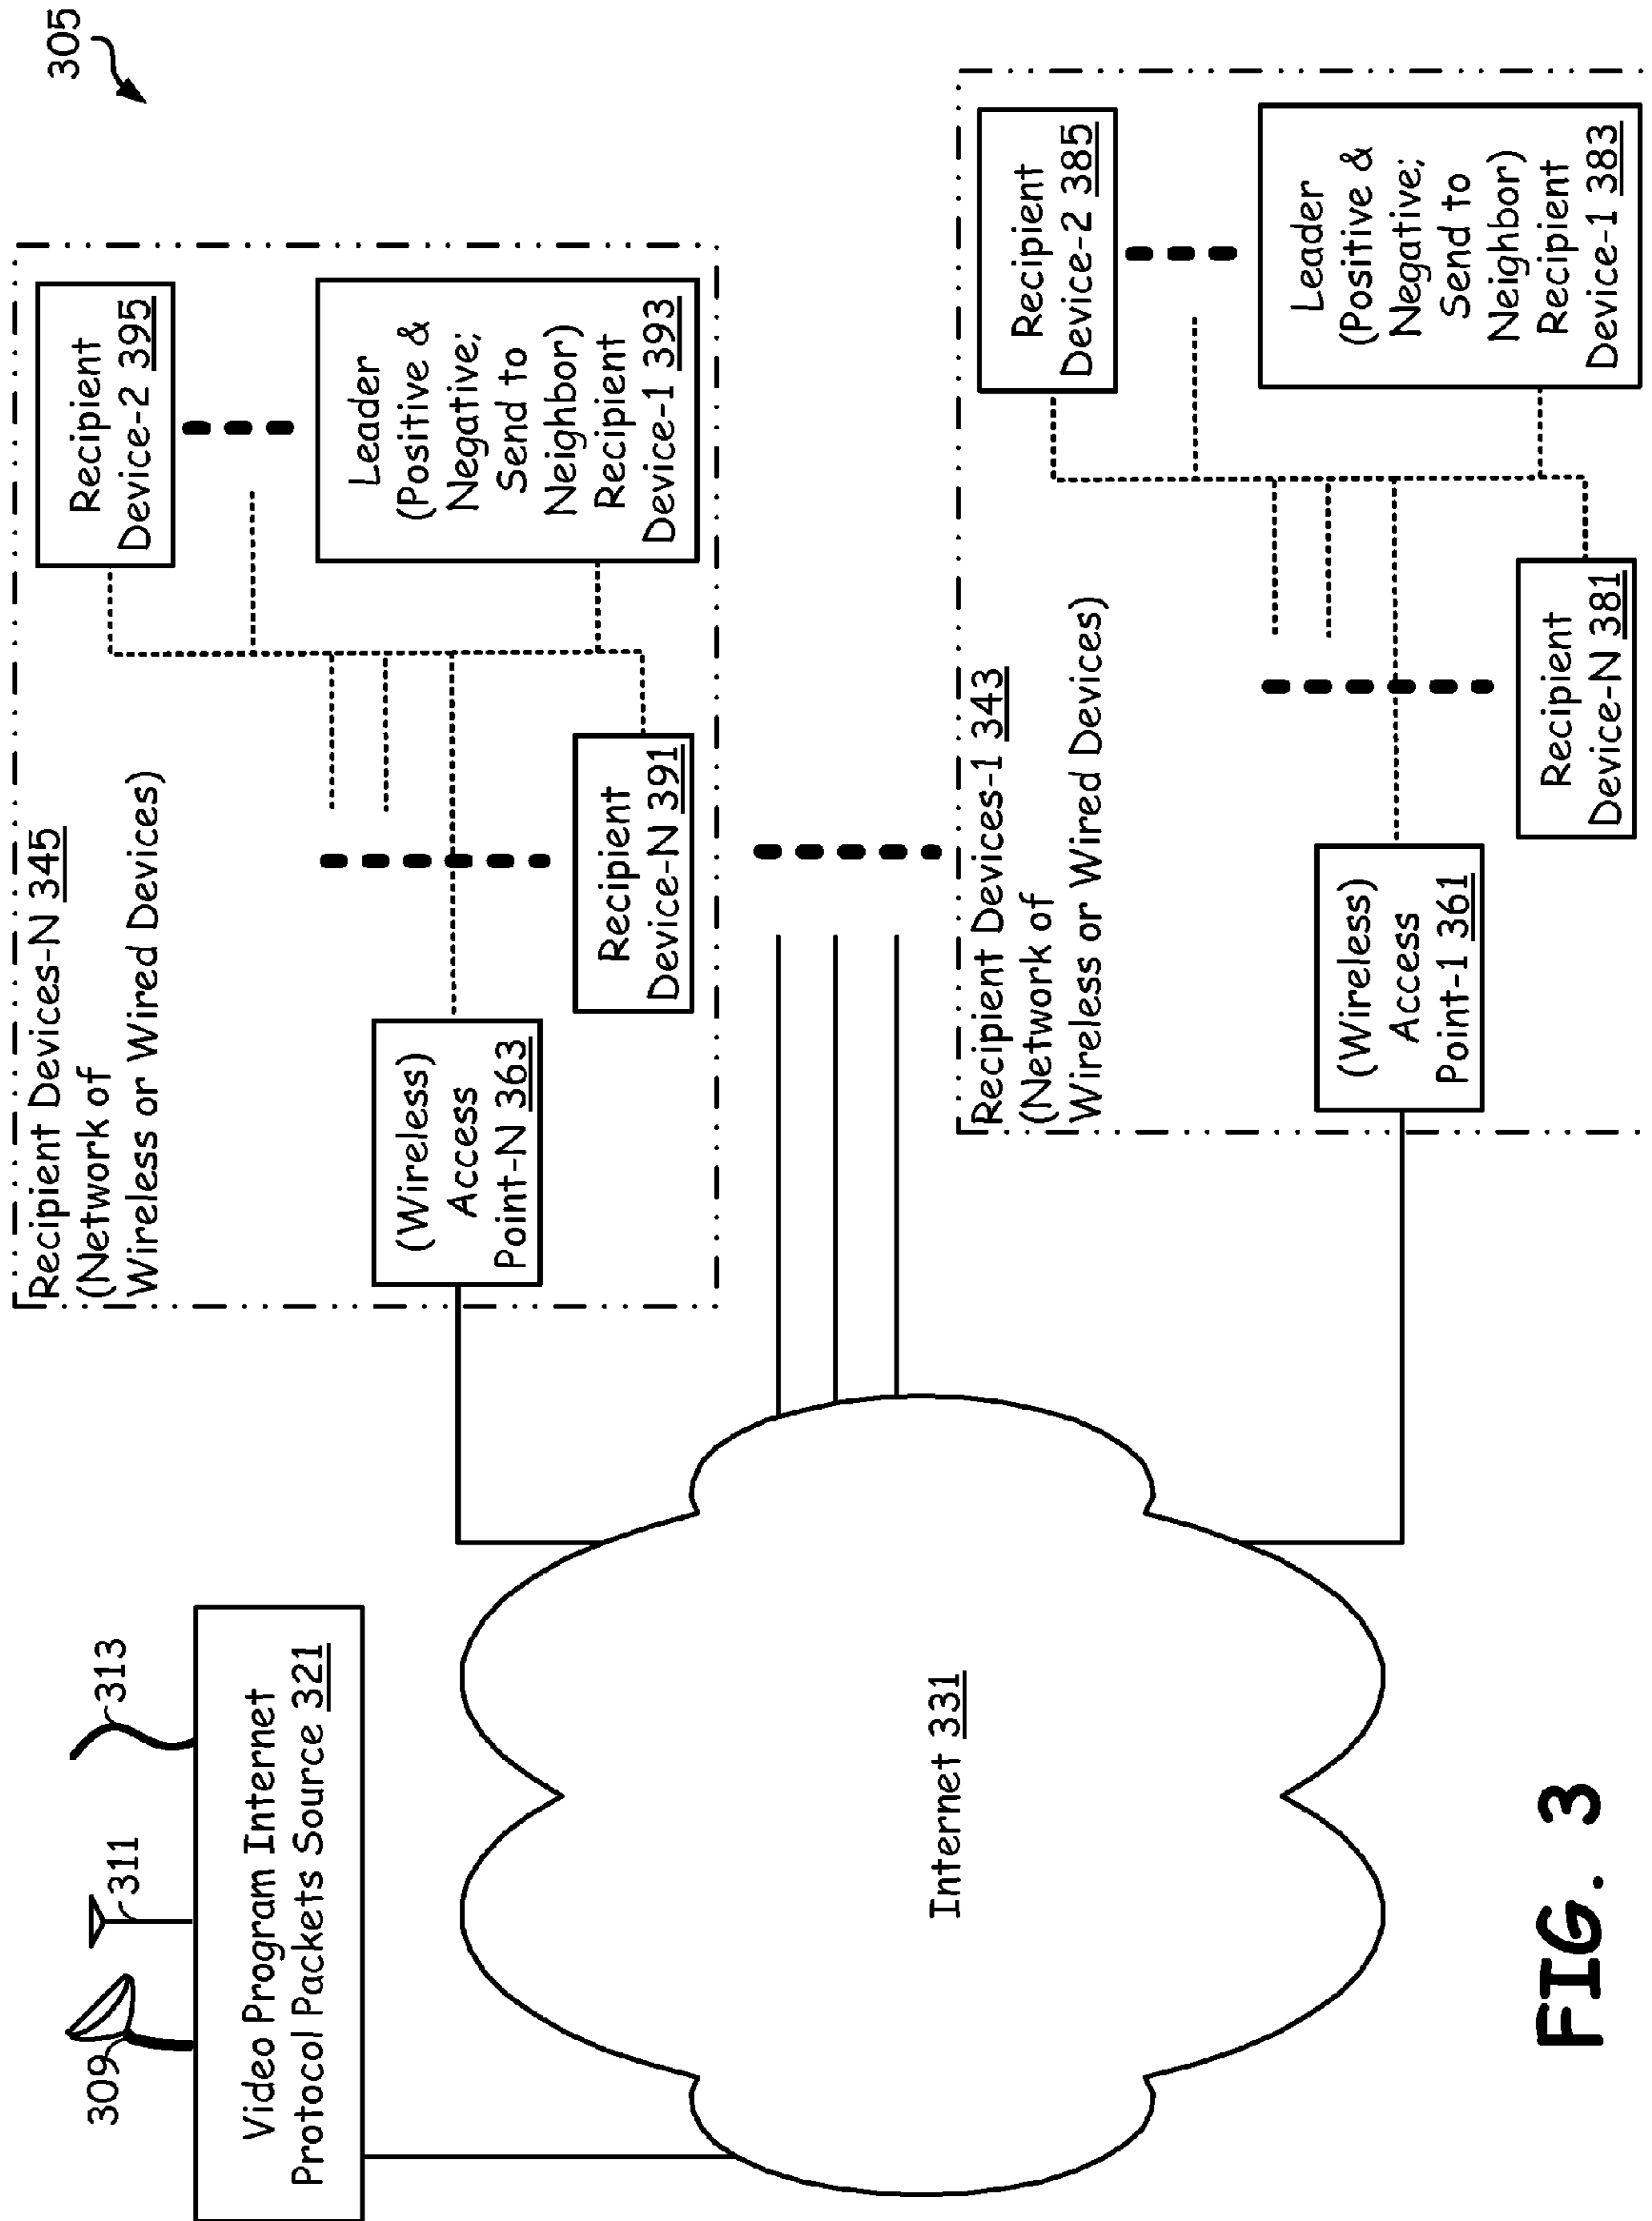 305
309
311
313
Video Program Internet
Protocol Packets Source 321
Internet 331
Recipient Devices-N 345
(Network of
Wireless or Wired Devices)
(Wireless)
Access
Point-N 363
Recipient
Device-N 391
Recipient
Device-2 395
Leader
(Positive &
Negative;
Send to
Neighbor)
Recipient
Device-1 393
Recipient Devices-1 343
(Network of
Wireless or Wired Devices)
(Wireless)
Access
Point-1 361
Recipient
Device-N 381
Recipient
Device-2 385
Leader
(Positive &
Negative;
Send to
Neighbor)
Recipient
Device-1 383
FIG. 3